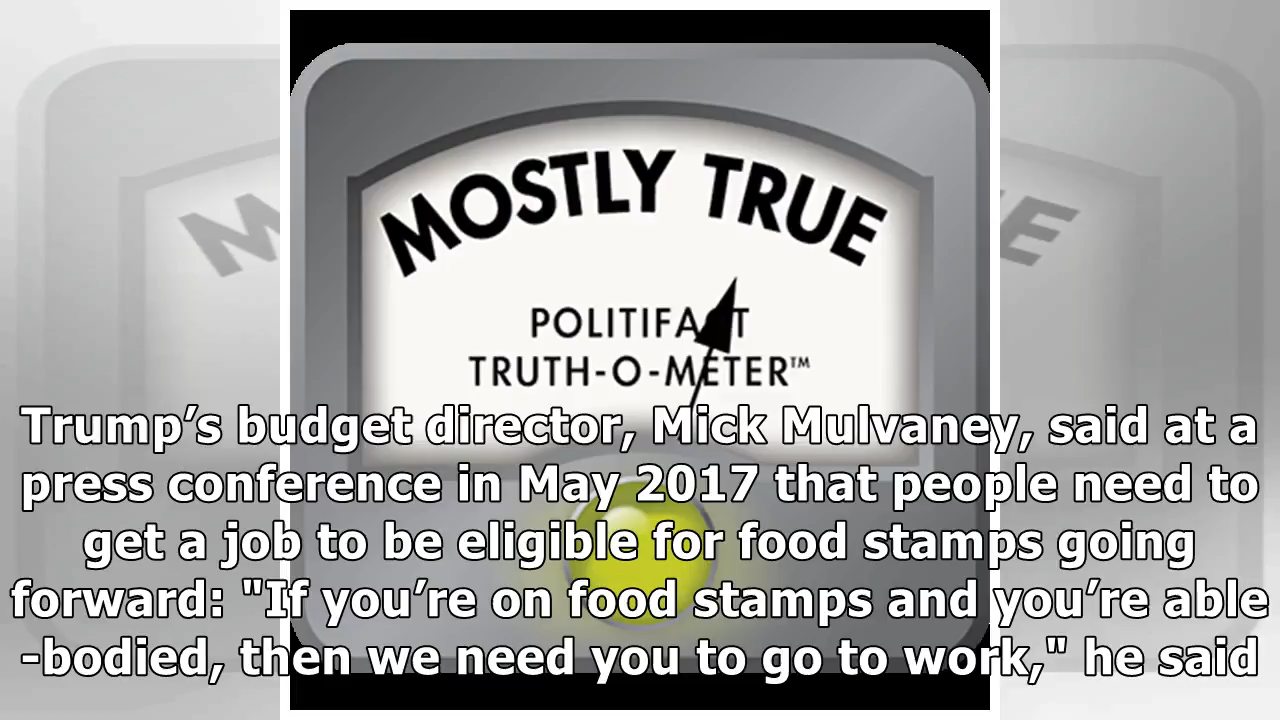 MOSTLY TRUE
POLITIFACT
TRUTH-O-METER™
Trump’s budget director, Mick Mulvaney, said at a
press conference in May 2017 that people need to
get a job to be eligible for food stamps going
forward: "If you’re on food stamps and you’re able
-bodied, then we need you to go to work," he said